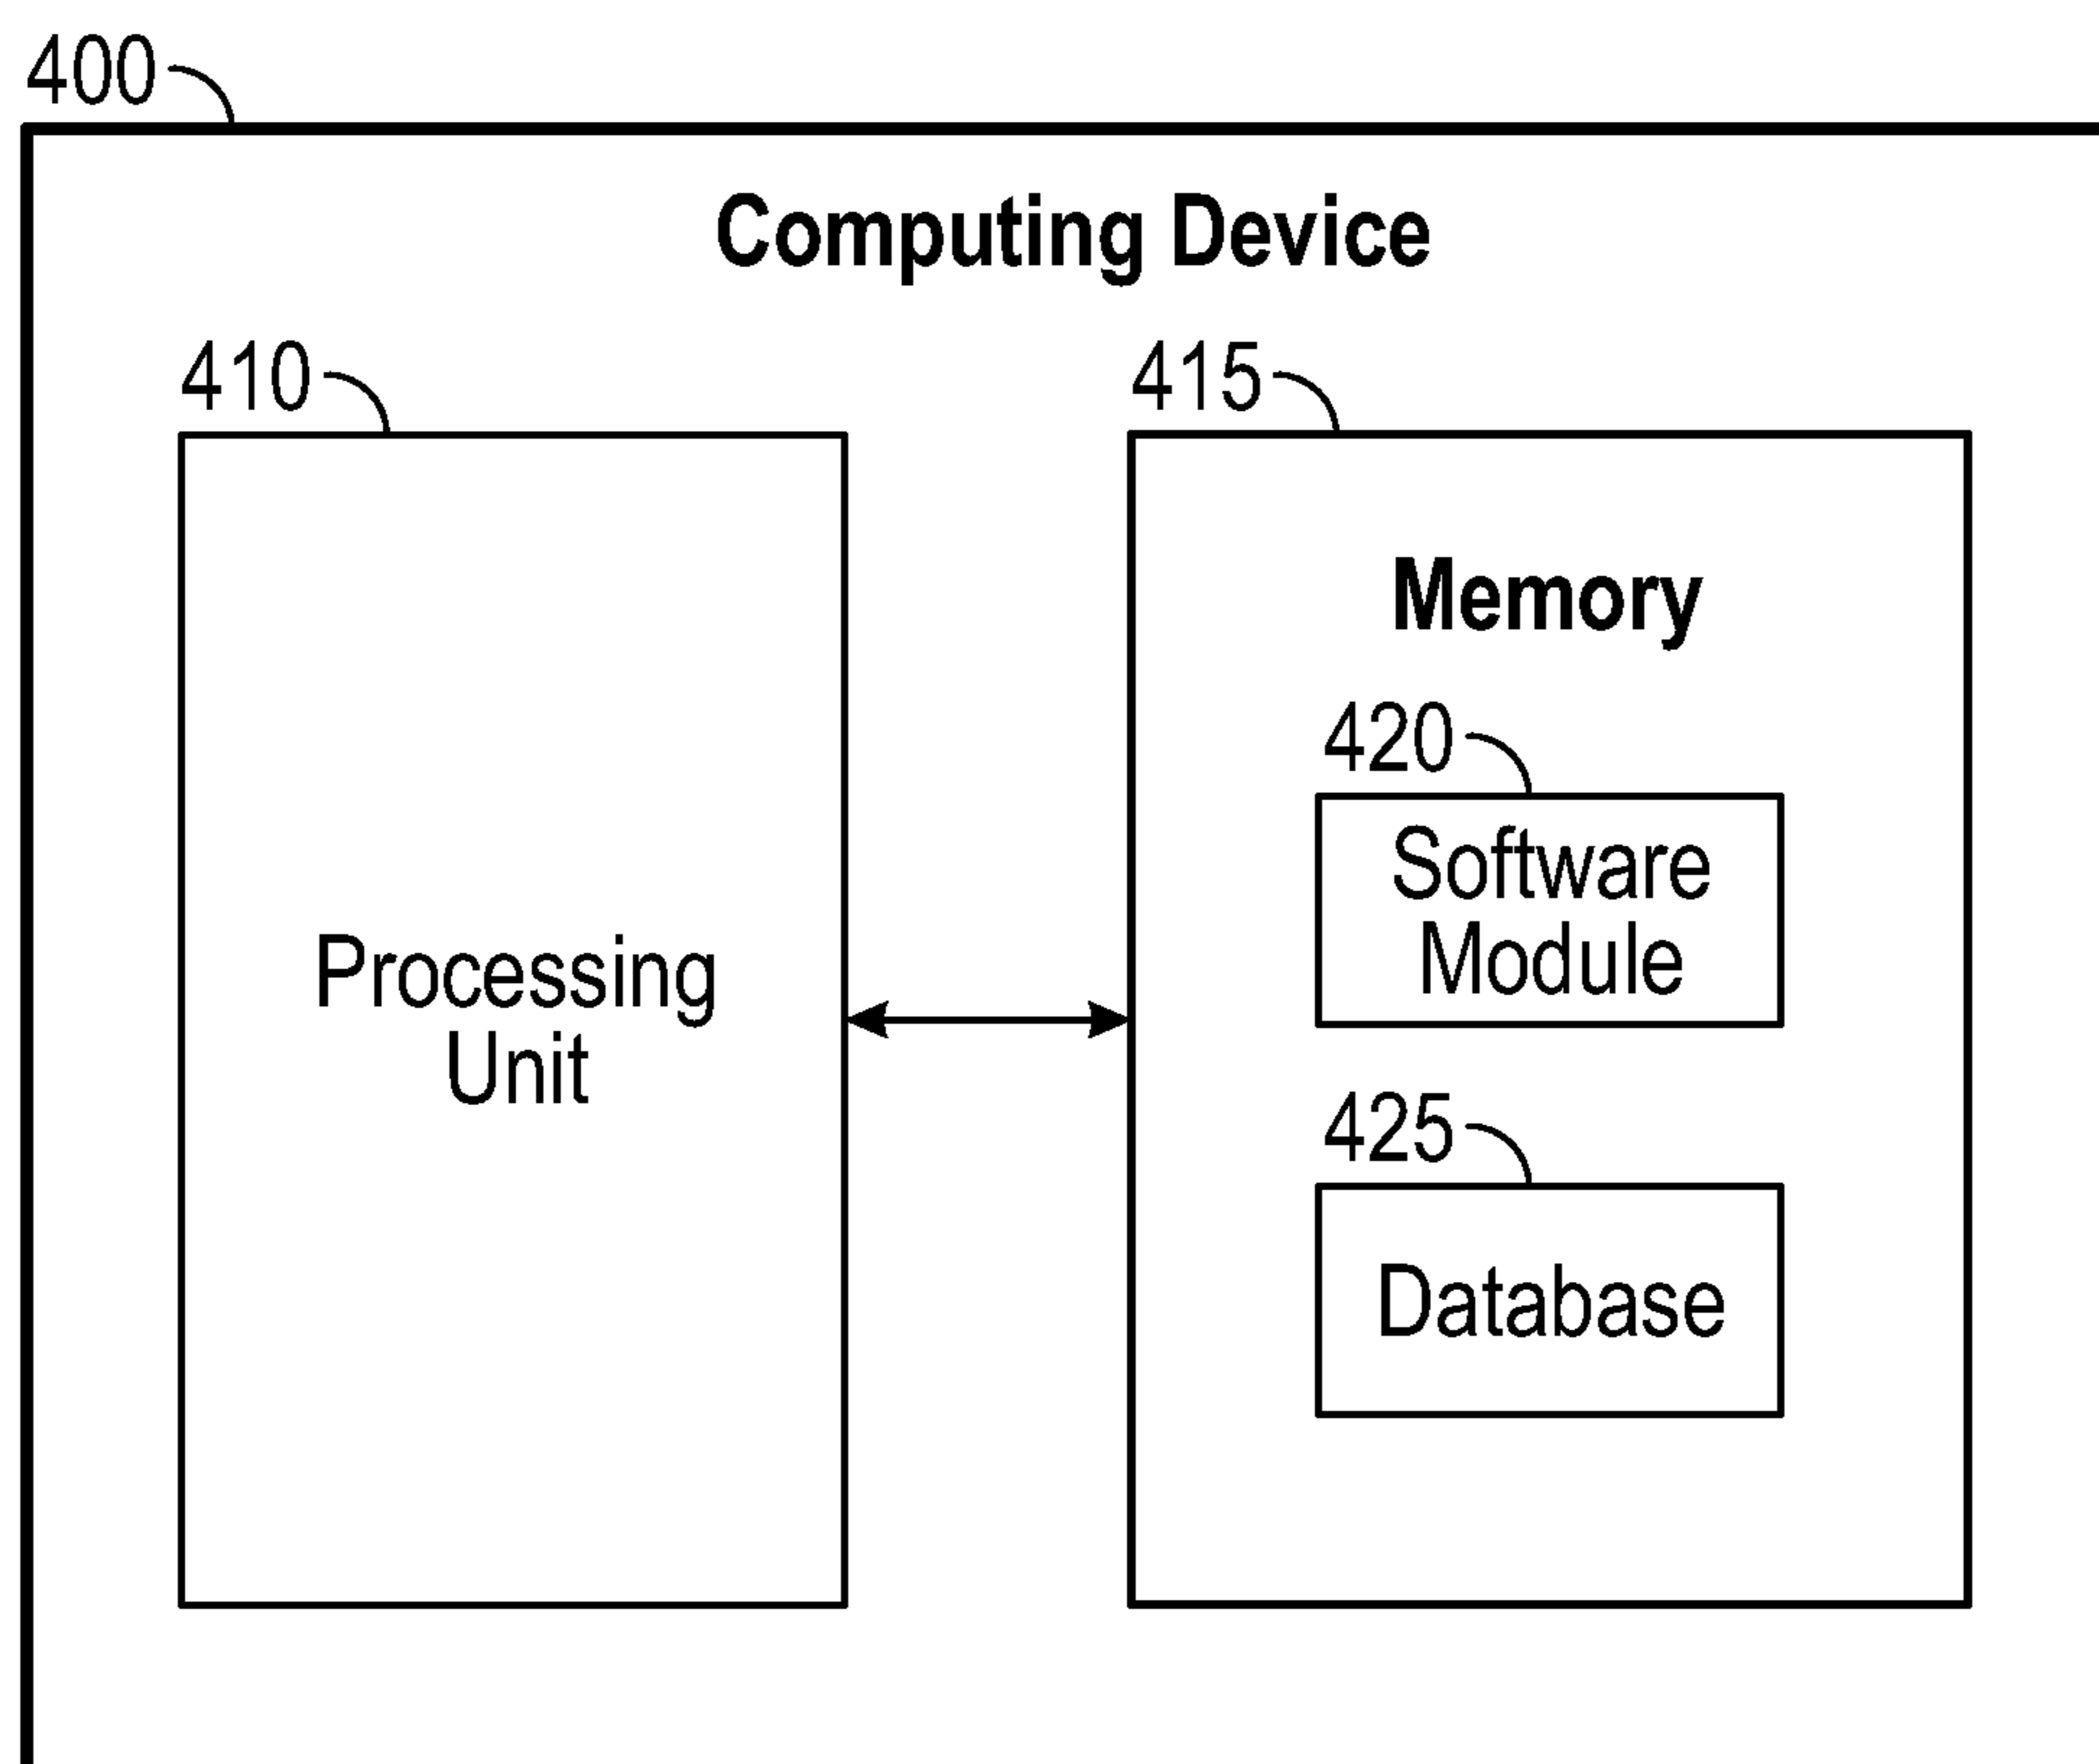 400
Computing Device
410
415
Memory
420
Software
Module
Processing
Unit
425
Database